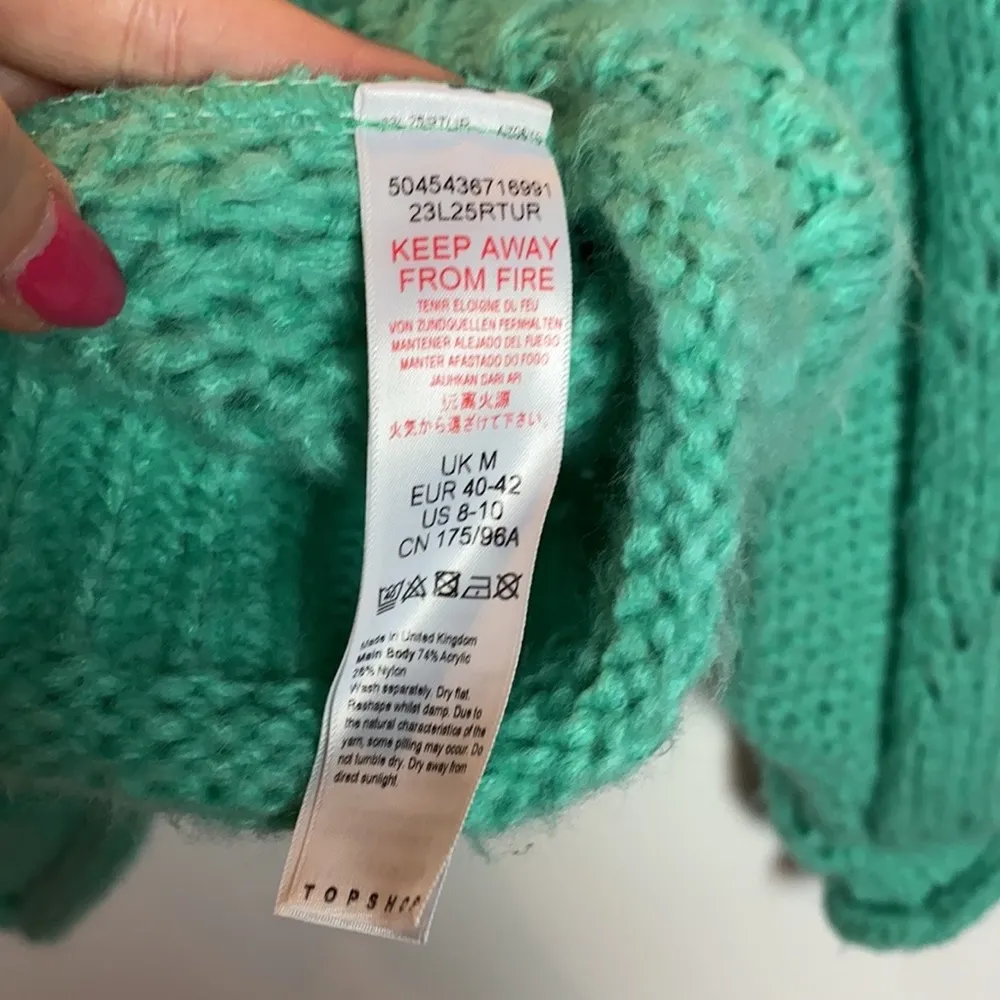 23L25RTUR
5045436716991
23L25RTUR
KEEP AWAY
FROM FIRE
TENIR ELOIGNE DU FEU
VON ZUNDQUELLEN FERNHALTEN
MANTENER ALEJADO DEL FUEGO
MANTER AFASTADO DO FOGO
JAUHKAN DARI API
远离火源
火気から遠ざけて下さい。
UK M
EUR 40-42
US 8-10
CN 175/96A
40
Made in United Kingdom
Main Body 74% Acrylic
26% Nylon
Wash separately. Dry flat.
Reshape whilst damp. Due to
the natural characteristics of the
yarn, some pilling may occur. Do
not tumble dry. Dry away from
direct sunlight.
TOPSHOP